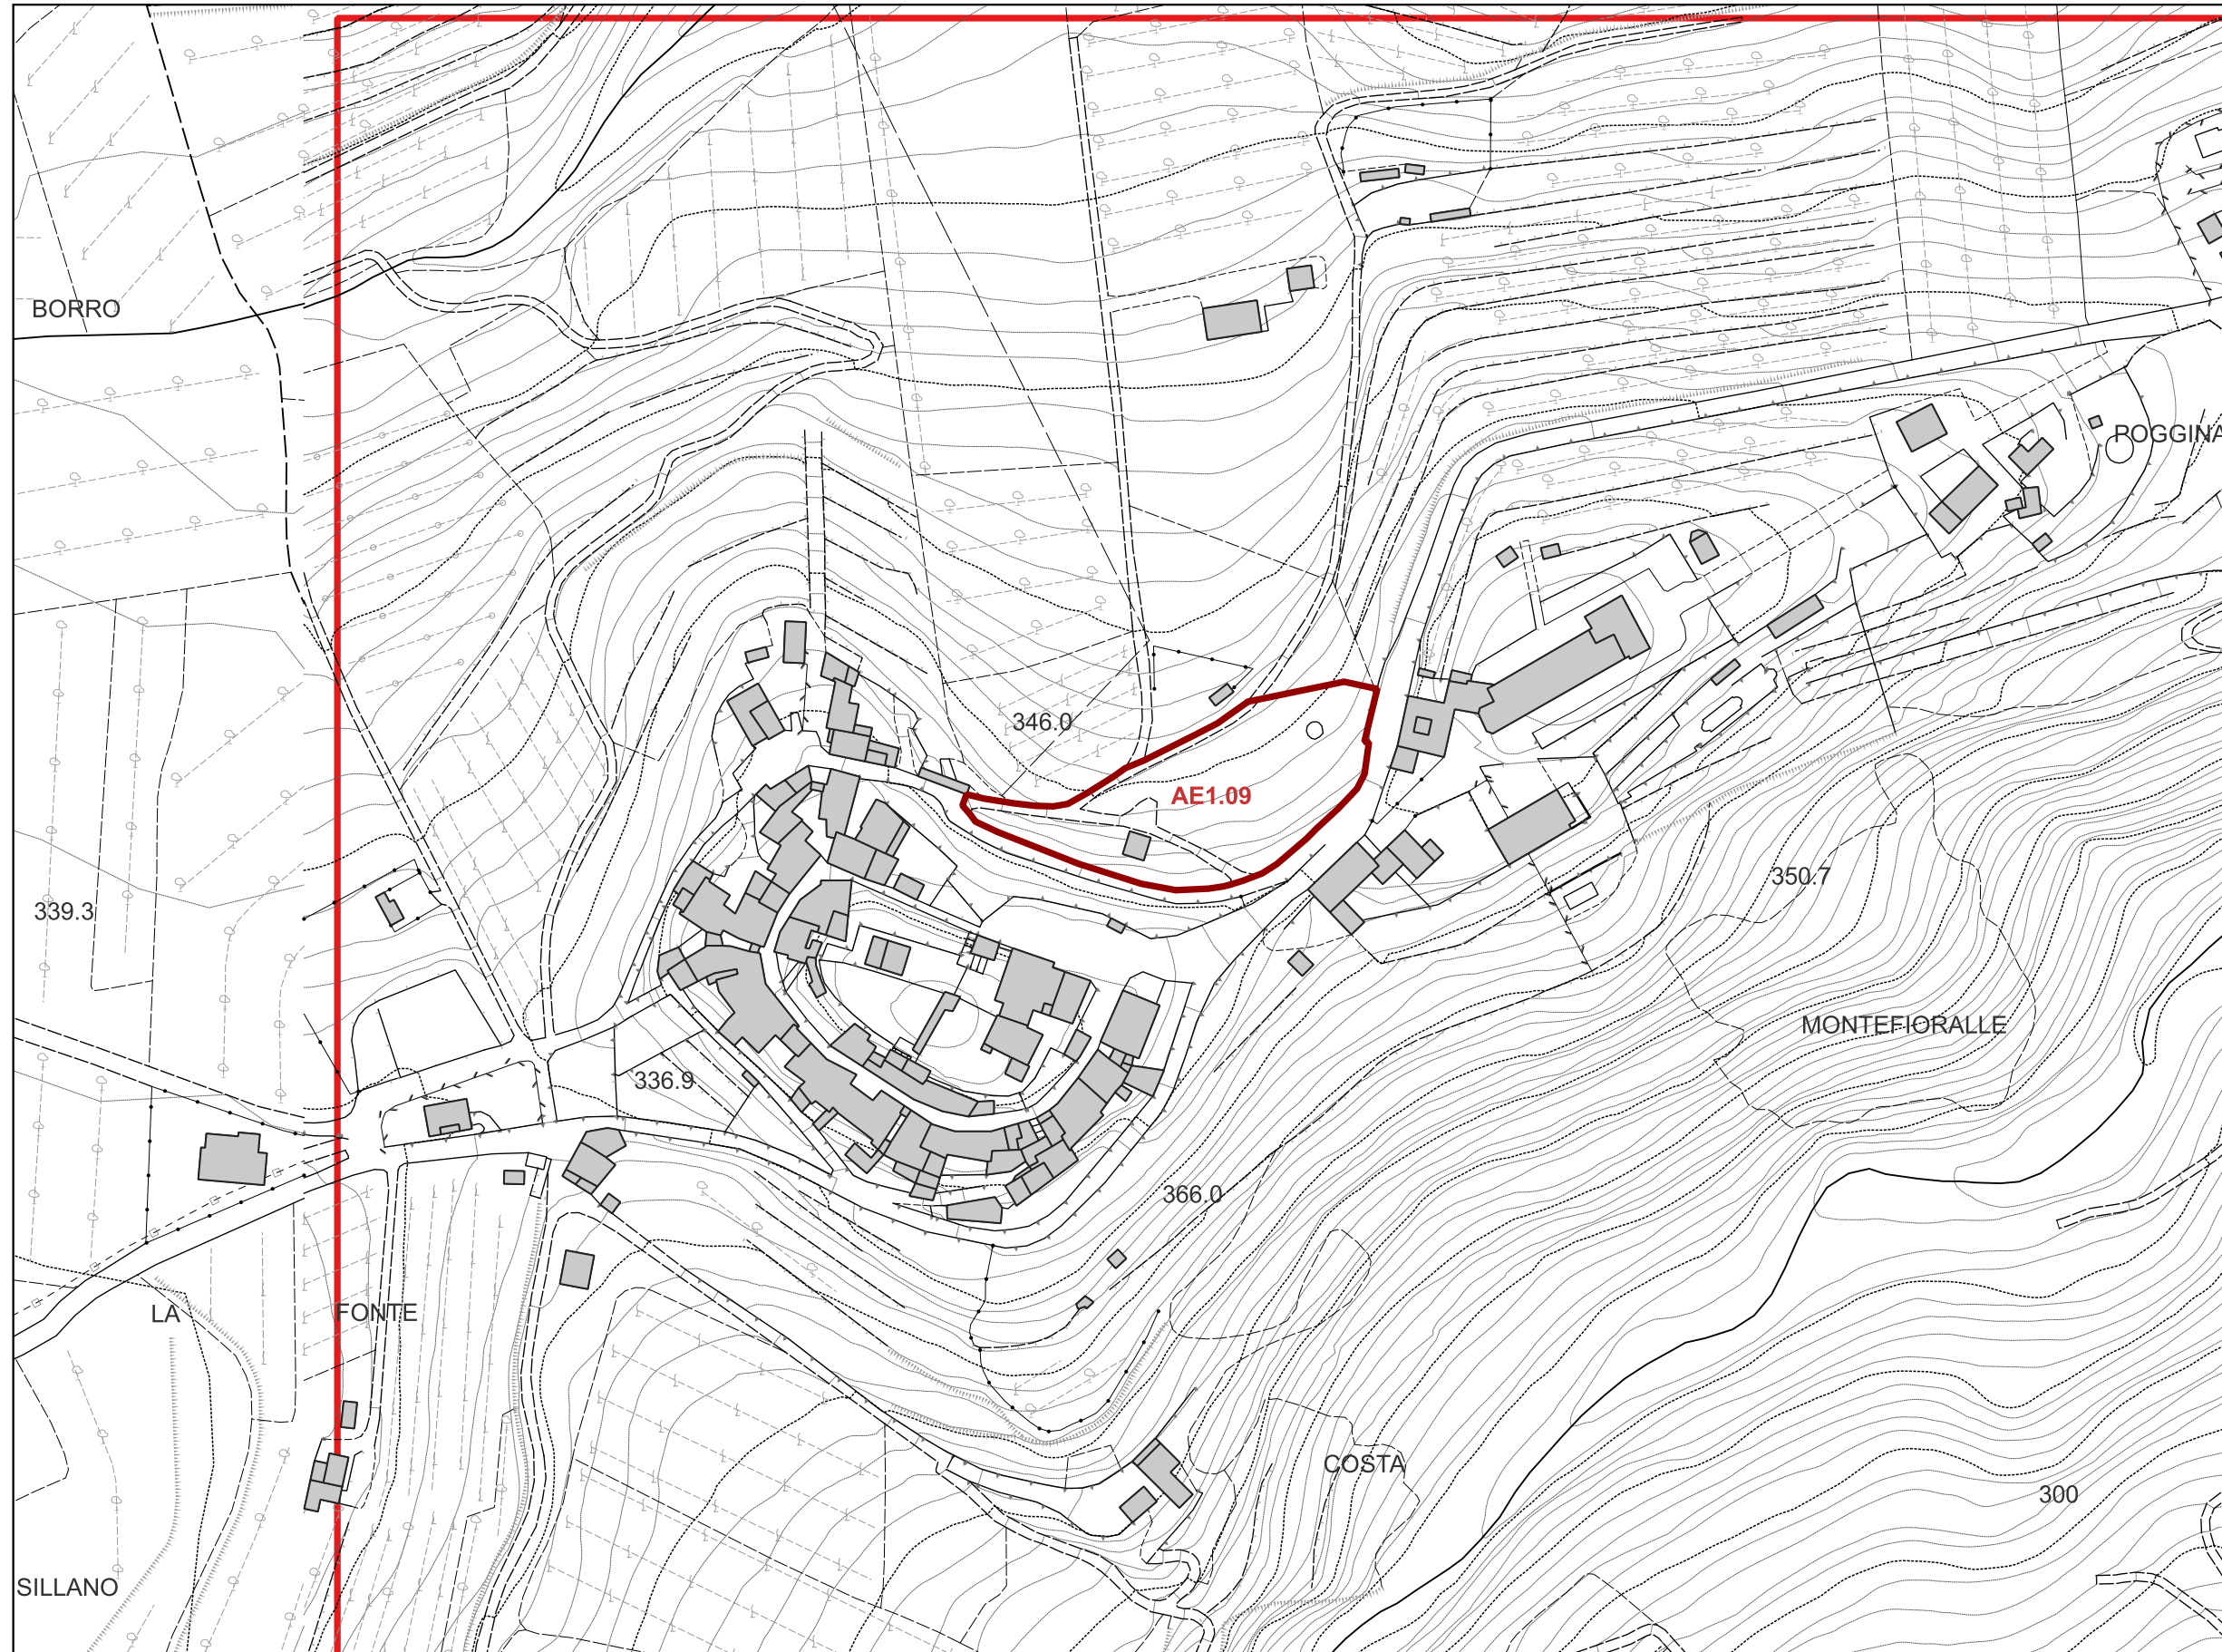 BORRO
POGGINA
346.0
AE1.09
350.7
339.3
MONTEFIORALLE
336.9
366.0
LA FONTE
COSTA
300
SILLANO